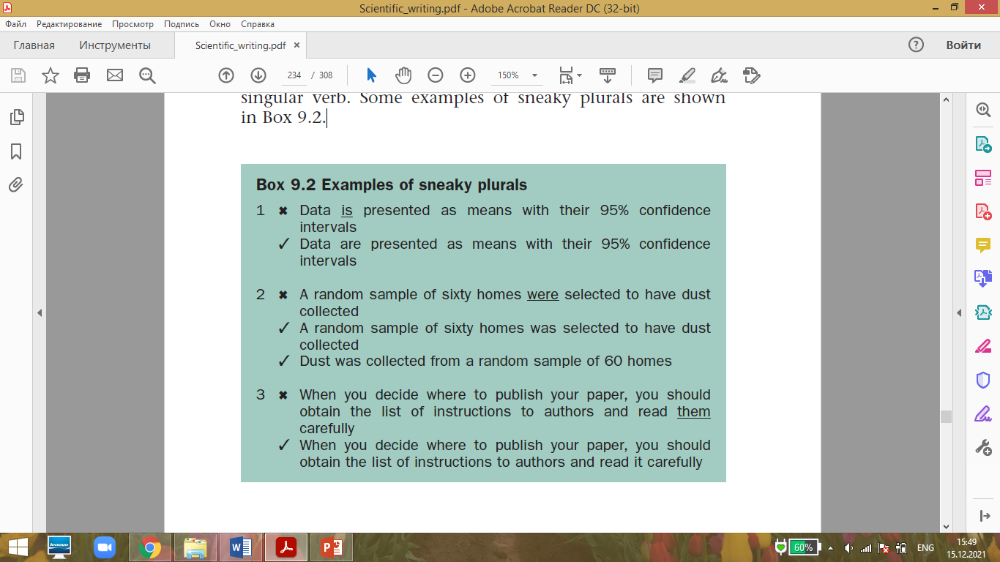 Scientific_writing.pdf - Adobe Acrobat Reader DC (32-bit)
Файл Редактирование Просмотр Подпись Окно Справка
Главная Инструменты Scientific_writing.pdf × Войти
234 / 308 150%
singular verb. Some examples of sneaky plurals are shown
in Box 9.2.
Box 9.2 Examples of sneaky plurals
1 ✖ Data is presented as means with their 95% confidence
intervals
✓ Data are presented as means with their 95% confidence
intervals
2 ✖ A random sample of sixty homes were selected to have dust
collected
✓ A random sample of sixty homes was selected to have dust
collected
✓ Dust was collected from a random sample of 60 homes
3 ✖ When you decide where to publish your paper, you should
obtain the list of instructions to authors and read them
carefully
✓ When you decide where to publish your paper, you should
obtain the list of instructions to authors and read it carefully
60% ENG 15:49
15.12.2021